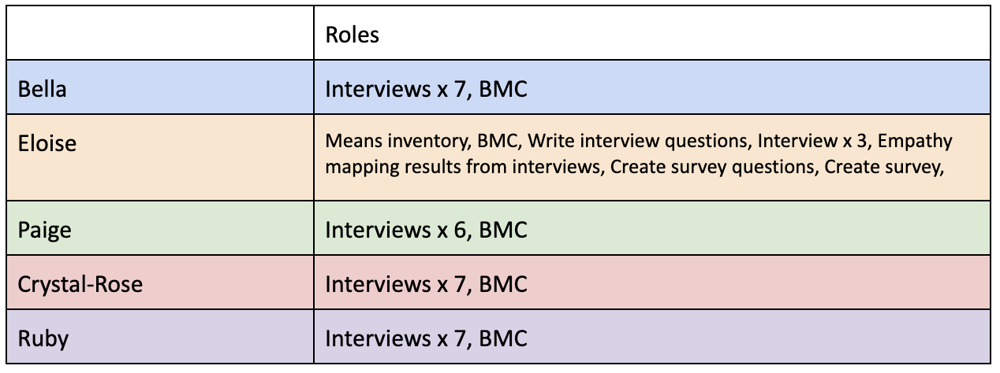 Roles
Bella
Interviews x 7, BMC
Eloise
Means inventory, BMC, Write interview questions, Interview x 3, Empathy
mapping results from interviews, Create survey questions, Create survey,
Paige
Interviews x 6, BMC
Crystal-Rose
Interviews x 7, BMC
Ruby
Interviews x 7, BMC